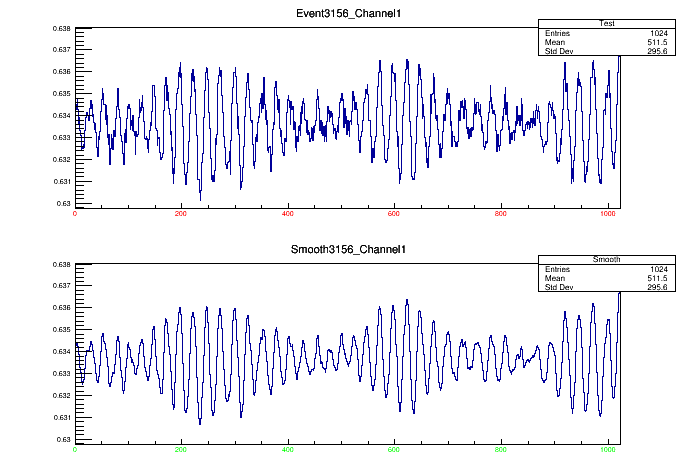 Event3156_Channel1
Test
Entries 1024
Mean 511.5
Std Dev 295.6
0.638
0.637
0.636
0.635
0.634
0.633
0.632
0.631
0.63
0 200 400 600 800 1000
Smooth3156_Channel1
Smooth
Entries 1024
Mean 511.5
Std Dev 295.6
0.638
0.637
0.636
0.635
0.634
0.633
0.632
0.631
0.63
0 200 400 600 800 1000